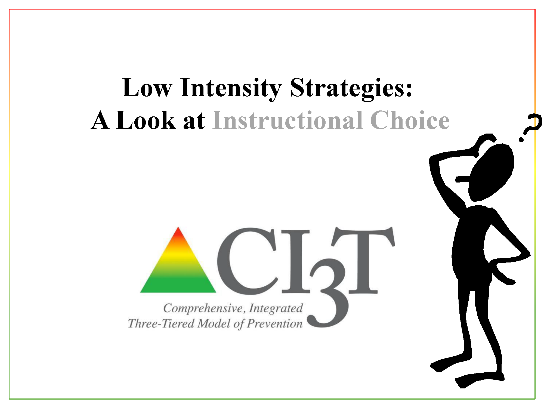 Low Intensity Strategies:
A Look at Instructional Choice
?
CI3T
Comprehensive, Integrated
Three-Tiered Model of Prevention